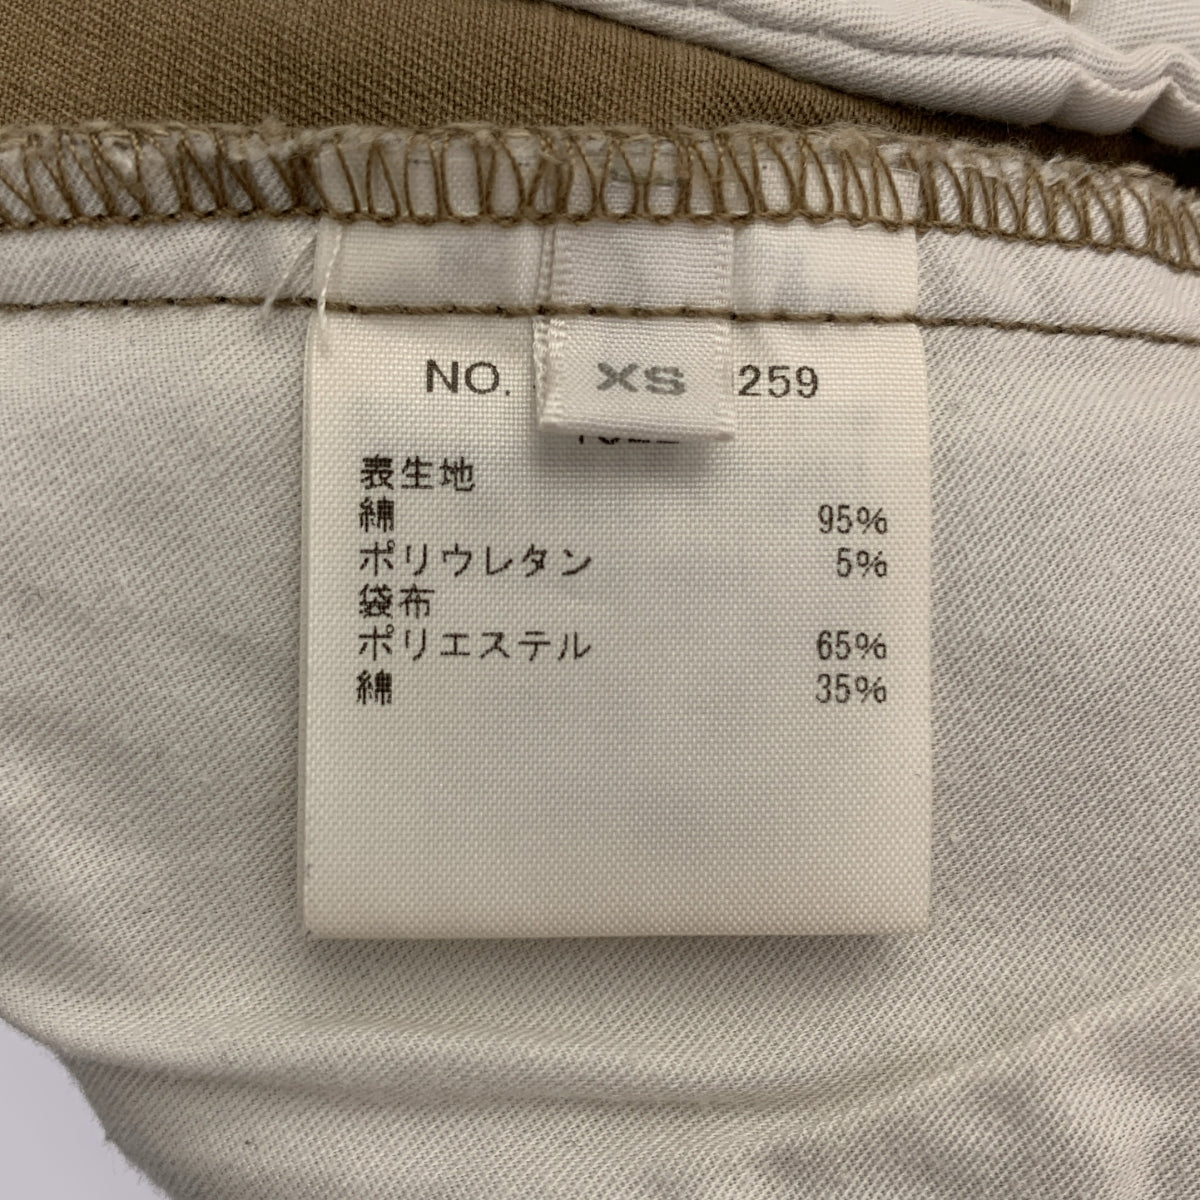 NO. XS 259
表生地
綿 95%
ポリウレタン 5%
袋布
ポリエステル 65%
綿 35%